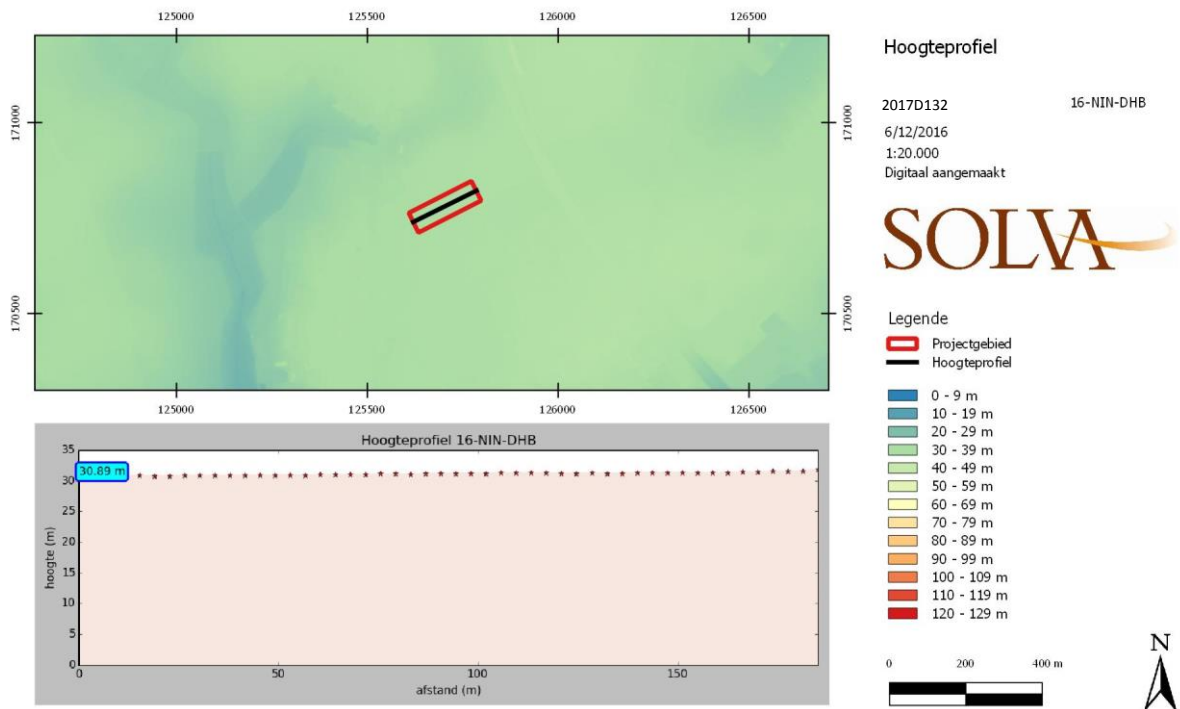 125000 125500 126000 126500
171000 171000
170500 170500
125000 125500 126000 126500
Hoogteprofiel 16-NIN-DHB
30.89 m
35
30
25
20
15
10
5
0
hoogte (m)
0 50 100 150
afstand (m)
Hoogteprofiel
2017D132 16-NIN-DHB
6/12/2016
1:20.000
Digitaal aangemaakt
SOLVA
Legende
Projectgebied
Hoogteprofiel
0 - 9 m
10 - 19 m
20 - 29 m
30 - 39 m
40 - 49 m
50 - 59 m
60 - 69 m
70 - 79 m
80 - 89 m
90 - 99 m
100 - 109 m
110 - 119 m
120 - 129 m
0 200 400 m
N